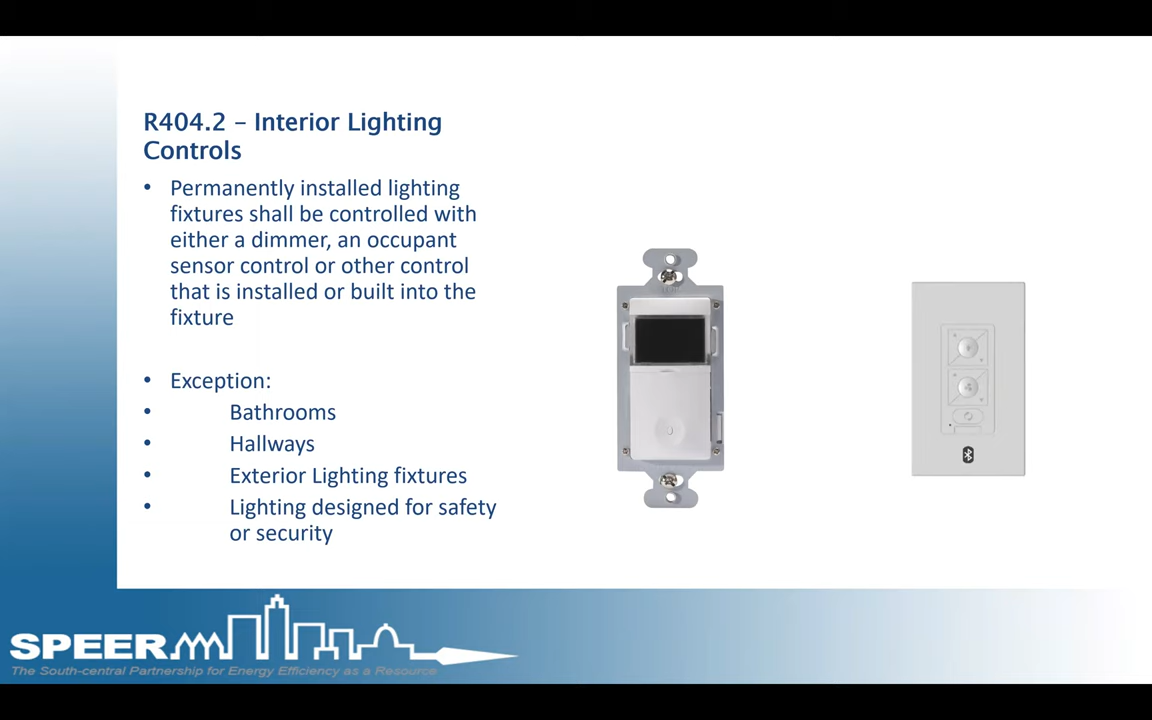 R404.2 – Interior Lighting
Controls
• Permanently installed lighting
fixtures shall be controlled with
either a dimmer, an occupant
sensor control or other control
that is installed or built into the
fixture
• Exception:
• Bathrooms
• Hallways
• Exterior Lighting fixtures
• Lighting designed for safety
or security
SPEER
The South-central Partnership for Energy Efficiency as a Resource